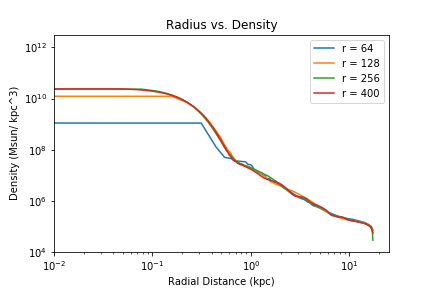 Radius vs. Density
Density (Msun/ kpc^3)
10^12
10^10
10^8
10^6
10^4
r = 64
r = 128
r = 256
r = 400
10^−2
10^−1
10^0
10^1
Radial Distance (kpc)